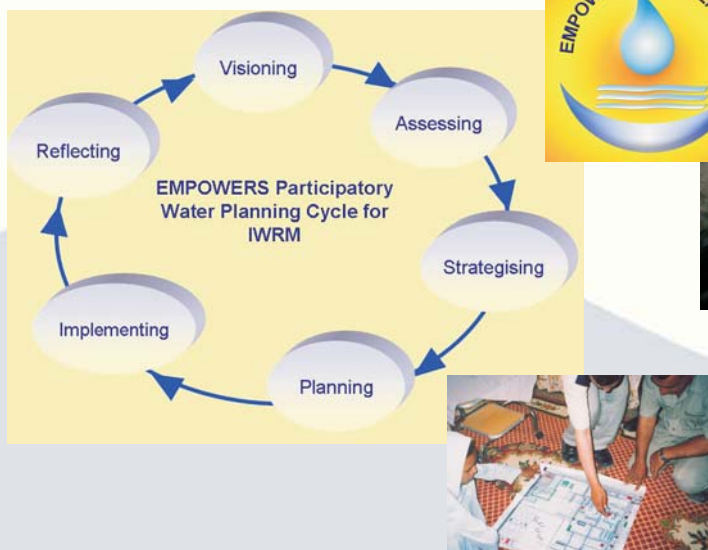 Visioning
Assessing
Reflecting
EMPOWERS Participatory
Water Planning Cycle for
IWRM
Strategising
Implementing
Planning